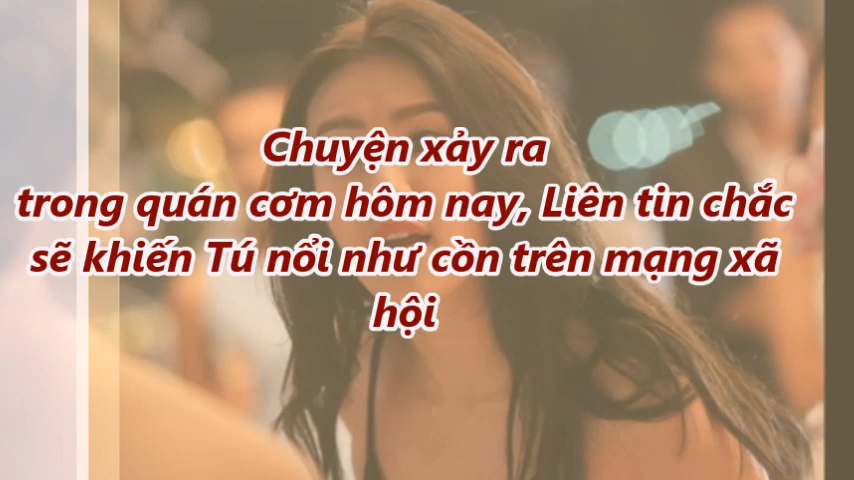 Chuyện xảy ra
trong quán cơm hôm nay, Liên tin chắc
sẽ khiến Tú nổi như cồn trên mạng xã
hội